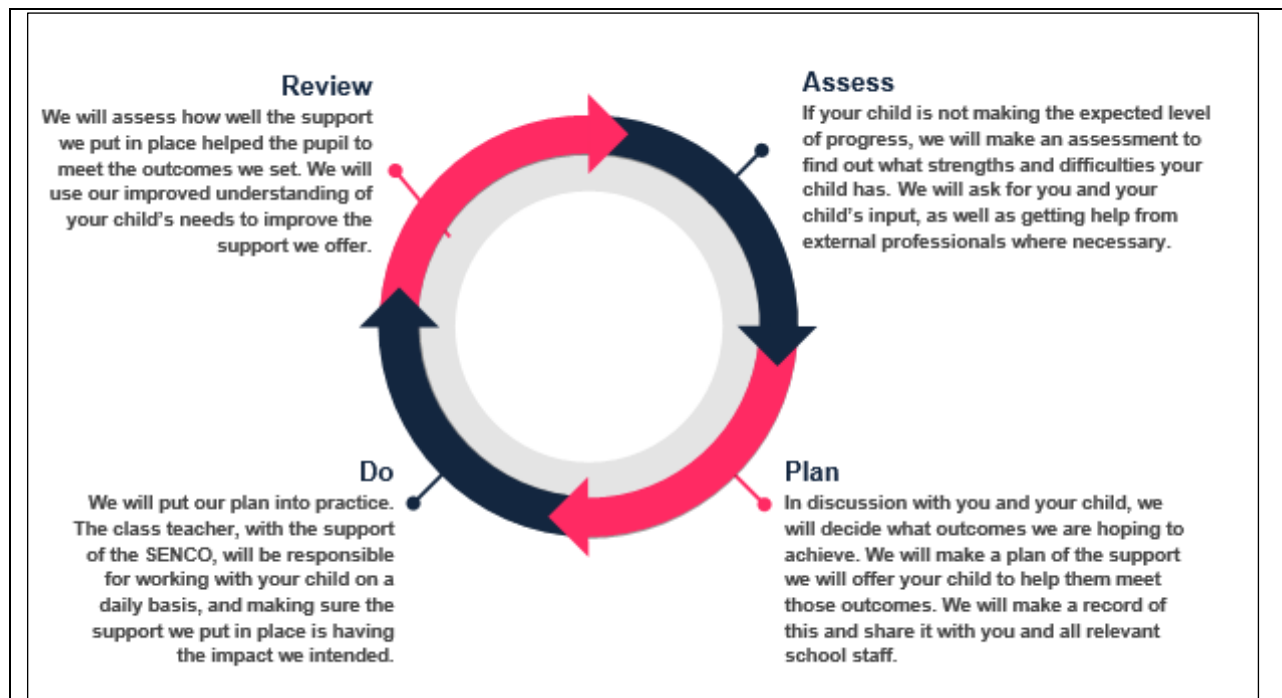 Review
We will assess how well the support
we put in place helped the pupil to
meet the outcomes we set. We will
use our improved understanding of
your child's needs to improve the
support we offer.
Assess
If your child is not making the expected level
of progress, we will make an assessment to
find out what strengths and difficulties your
child has. We will ask for you and your
child's input, as well as getting help from
external professionals where necessary.
Do
We will put our plan into practice.
The class teacher, with the support
of the SENCO, will be responsible
for working with your child on a
daily basis, and making sure the
support we put in place is having
the impact we intended.
Plan
In discussion with you and your child, we
will decide what outcomes we are hoping to
achieve. We will make a plan of the support
we will offer your child to help them meet
those outcomes. We will make a record of
this and share it with you and all relevant
school staff.